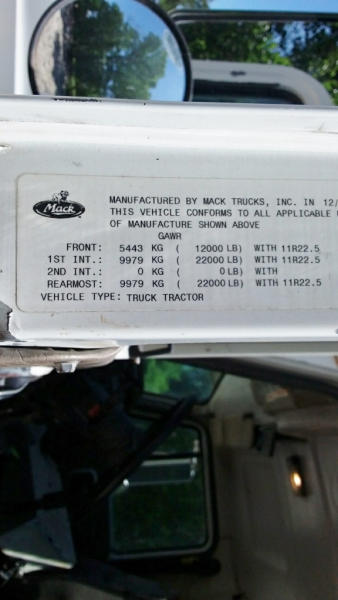 Mack
MANUFACTURED BY MACK TRUCKS, INC. IN 12/
THIS VEHICLE CONFORMS TO ALL APPLICABLE
OF MANUFACTURE SHOWN ABOVE
GAWR
FRONT: 5443 KG ( 12000 LB) WITH 11R22.5
1ST INT.: 9979 KG ( 22000 LB) WITH 11R22.5
2ND INT.: 0 KG ( 0 LB) WITH
REARMOST: 9979 KG ( 22000 LB) WITH 11R22.5
VEHICLE TYPE: TRUCK TRACTOR